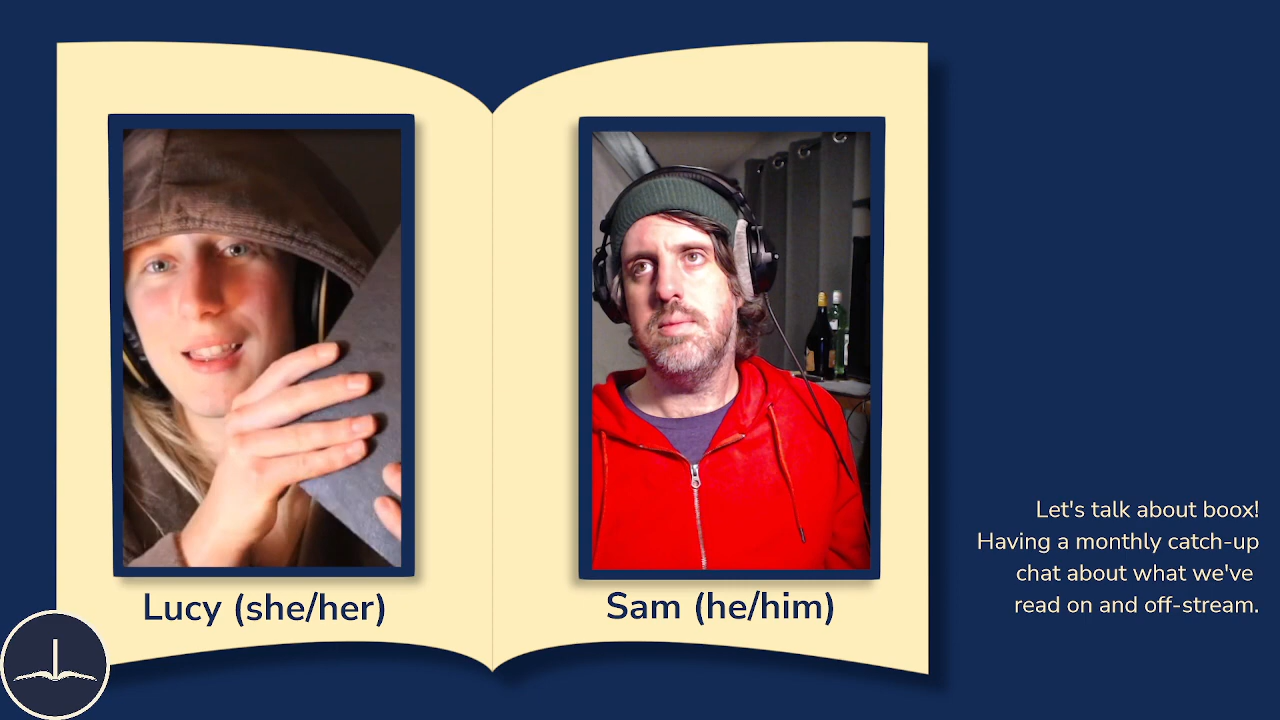 Lucy (she/her)
Sam (he/him)
Let's talk about boox!
Having a monthly catch-up
chat about what we've
read on and off-stream.